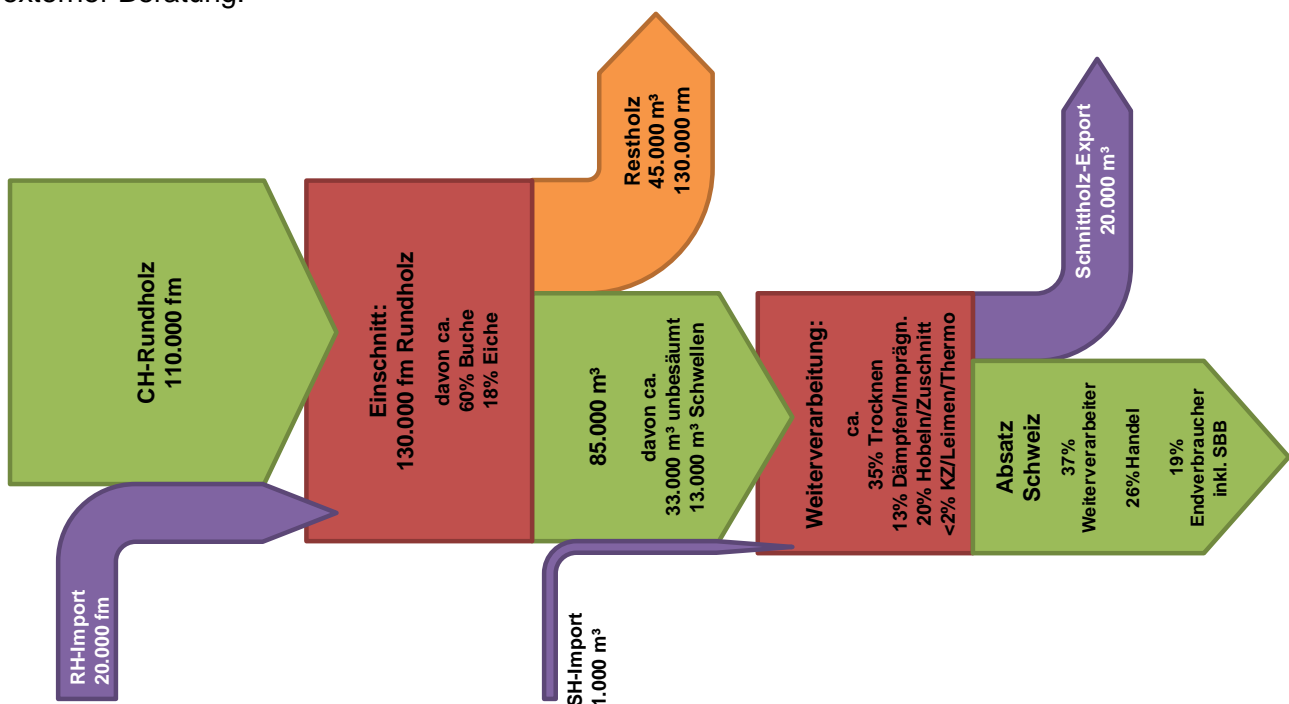 externer Beratung.
CH-Rundholz
110.000 fm
RH-Import
20.000 fm
Einschnitt:
130.000 fm Rundholz
davon ca.
60% Buche
18% Eiche
Restholz
45.000 m³
130.000 rm
85.000 m³
davon ca.
33.000 m³ unbesäumt
13.000 m³ Schwellen
SH-Import
1.000 m³
Weiterverarbeitung:
ca.
35% Trocknen
13% Dämpfen/Imprägn.
20% Hobeln/Zuschnitt
<2% KZ/Leimen/Thermo
Schnittholz-Export
20.000 m³
Absatz
Schweiz
37%
Weiterverarbeiter
26% Handel
19%
Endverbraucher
inkl. SBB